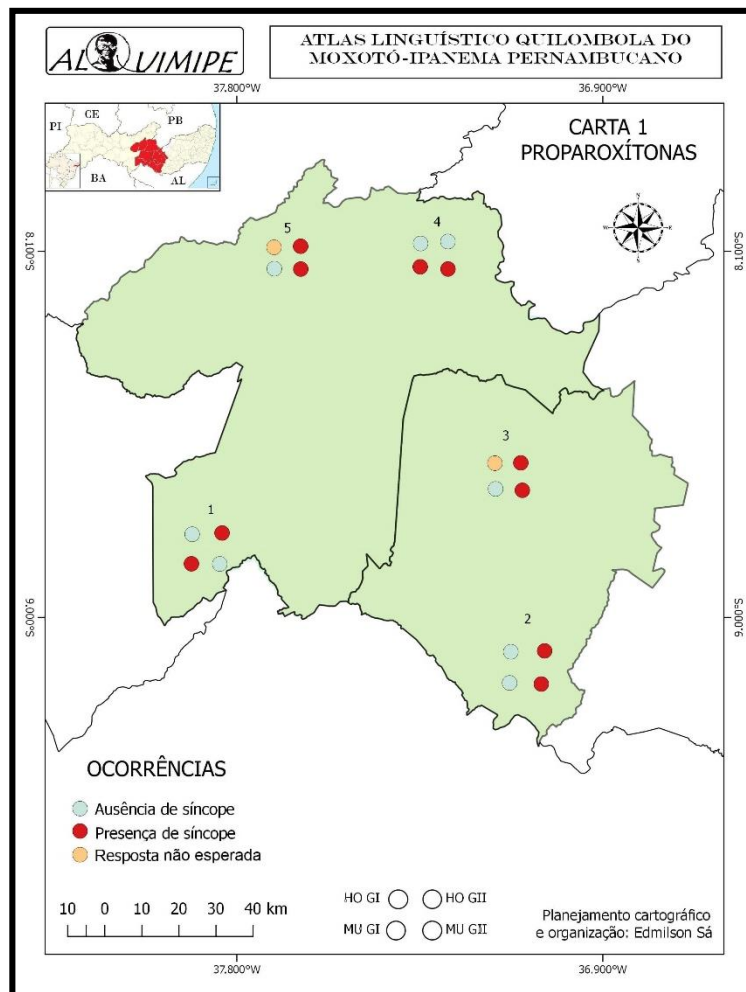 ALQUIMIPE
ATLAS LINGUÍSTICO QUILOMBOLA DO
MOXOTÓ-IPANEMA PERNAMBUCANO
37.800°W
36.900°W
PI
CE
PB
BA
AL
CARTA 1
PROPAROXÍTONAS
N
E
S
W
8.100°S
8.100°S
5
4
3
1
2
9.000°S
9.000°S
OCORRÊNCIAS
Ausência de síncope
Presença de síncope
Resposta não esperada
10 0 10 20 30 40 km
HO GI
HO GII
MU GI
MU GII
Planejamento cartográfico
e organização: Edmilson Sá
37.800°W
36.900°W